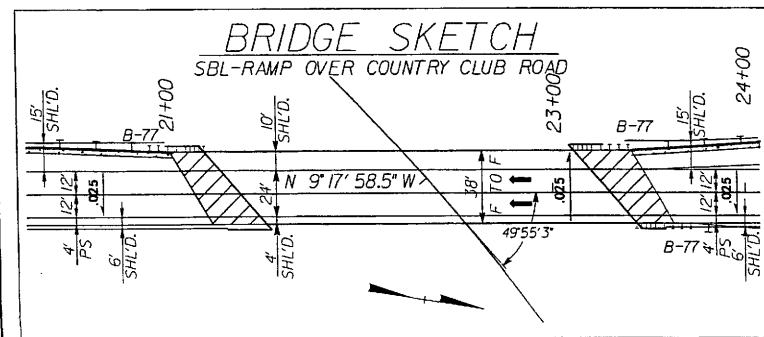 BRIDGE SKETCH
SBL-RAMP OVER COUNTRY CLUB ROAD
15'
SHL'D.
B-77
21+00
10'
SHL'D.
23+00
B-77
15'
SHL'D.
24+00
12'
12'
.025
24'
N 9°17'58.5" W
38'
F TO F
.025
12'
12'
.025
49°55'3"
4'
PS
6'
SHL'D.
4'
SHL'D.
B-77
4'
PS
6'
SHL'D.